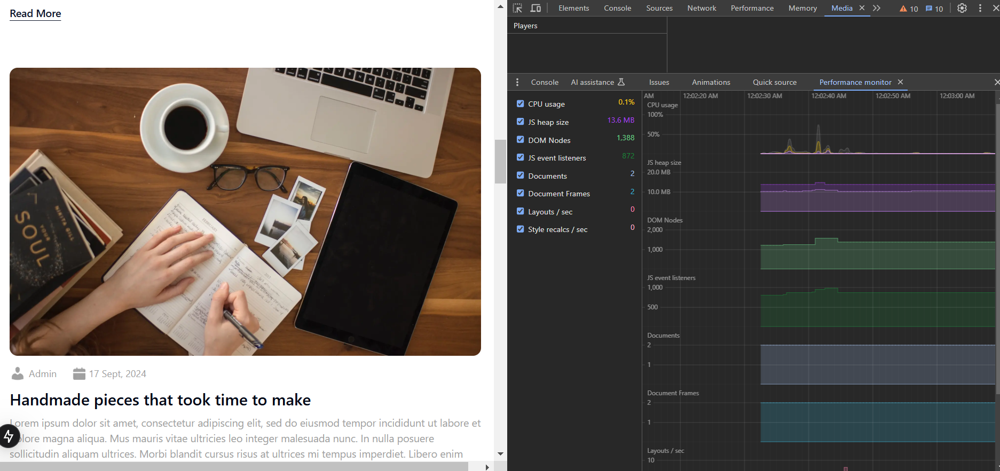 Read More
NIKITA GILL
YOUR
SOUL
FEBRUARY
Admin
17 Sept, 2024
Handmade pieces that took time to make
Lorem ipsum dolor sit amet, consectetur adipiscing elit, sed do eiusmod tempor incididunt ut labore et
olore magna aliqua. Mus mauris vitae ultricies leo integer malesuada nunc. In nulla posuere
sollicitudin aliquam ultrices. Morbi blandit cursus risus at ultrices mi tempus imperdiet. Libero enim
Elements Console Sources Network Performance Memory Media 10 10
Players
Console AI assistance Issues Animations Quick source Performance monitor
CPU usage 0.1%
JS heap size 13.6 MB
DOM Nodes 1,388
JS event listeners 872
Documents 2
Document Frames 2
Layouts / sec 0
Style recalcs / sec 0
AM 12:02:20 AM 12:02:30 AM 12:02:40 AM 12:02:50 AM 12:03:00 AM
CPU usage
100%
50%
JS heap size
20.0 MB
10.0 MB
DOM Nodes
2,000
1,000
JS event listeners
1,000
500
Documents
2
1
Document Frames
2
1
Layouts / sec
10